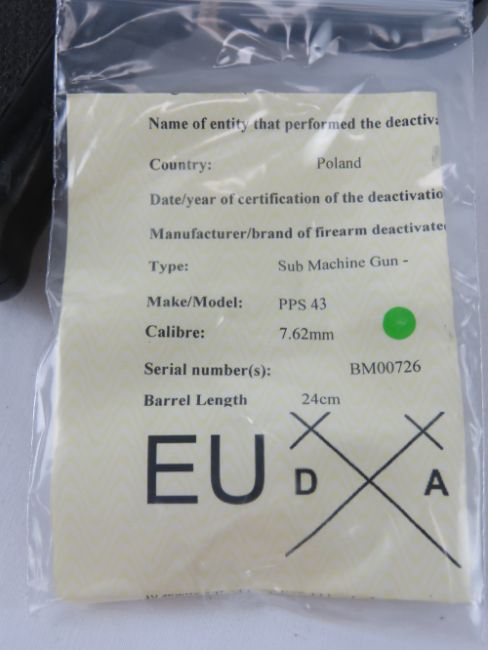 Name of entity that performed the deactiva
Country: Poland
Date/year of certification of the deactivatio
Manufacturer/brand of firearm deactivated
Type: Sub Machine Gun -
Make/Model: PPS 43
Calibre: 7.62mm
Serial number(s): BM00726
Barrel Length 24cm
EU D A